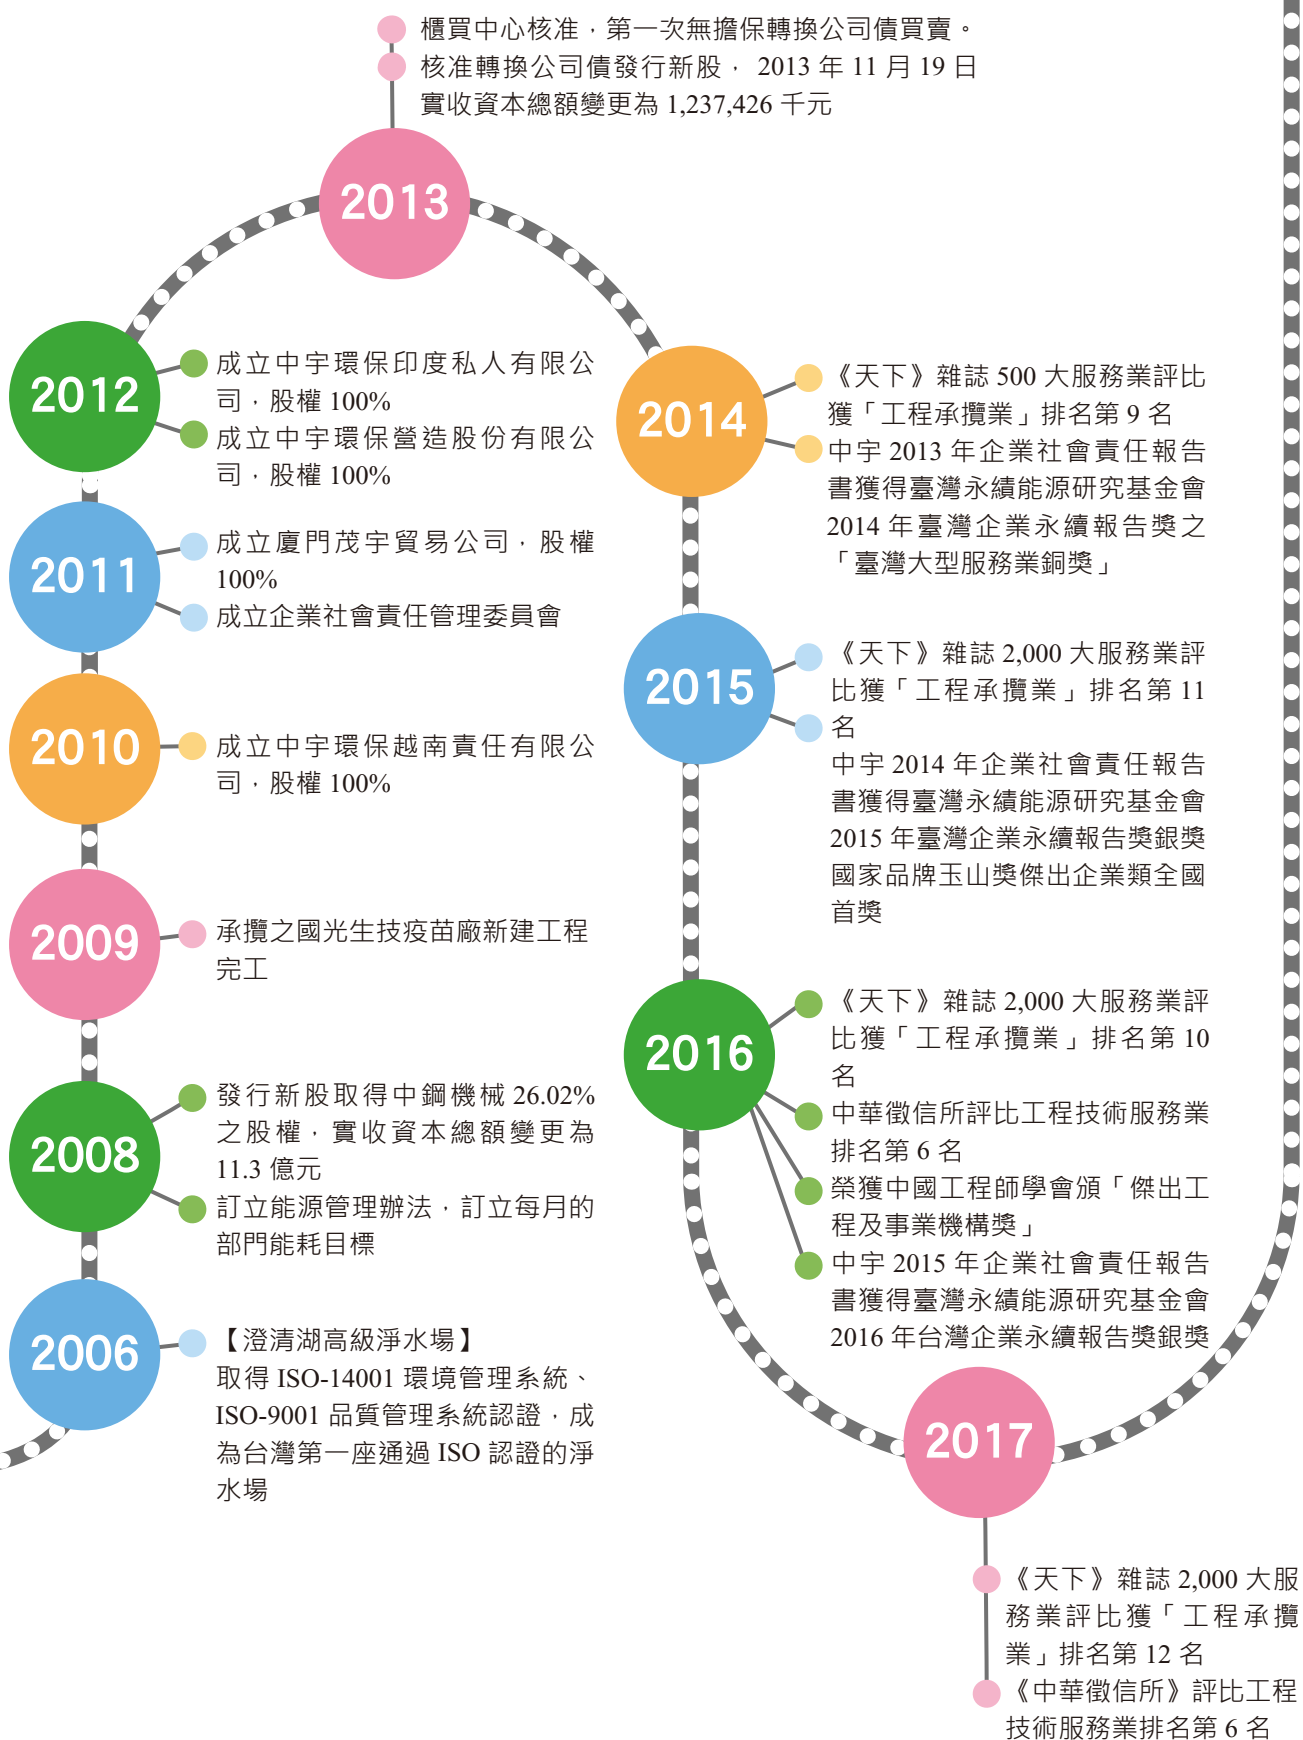 櫃買中心核准，第一次無擔保轉換公司債買賣。
核准轉換公司債發行新股， 2013 年 11 月 19 日
實收資本總額變更為 1,237,426 千元
2013
2012
成立中宇環保印度私人有限公
司，股權 100%
成立中宇環保營造股份有限公
司，股權 100%
2011
成立廈門茂宇貿易公司，股權
100%
成立企業社會責任管理委員會
2010
成立中宇環保越南責任有限公
司，股權 100%
2009
承攬之國光生技疫苗廠新建工程
完工
2008
發行新股取得中鋼機械 26.02%
之股權，實收資本總額變更為
11.3 億元
訂立能源管理辦法，訂立每月的
部門能耗目標
2006
【澄清湖高級淨水場】
取得 ISO-14001 環境管理系統、
ISO-9001 品質管理系統認證，成
為台灣第一座通過 ISO 認證的淨
水場
2014
《天下》雜誌 500 大服務業評比
獲「工程承攬業」排名第 9 名
中宇 2013 年企業社會責任報告
書獲得臺灣永續能源研究基金會
2014 年臺灣企業永續報告獎之
「臺灣大型服務業銅獎」
2015
《天下》雜誌 2,000 大服務業評
比獲「工程承攬業」排名第 11
名
中宇 2014 年企業社會責任報告
書獲得臺灣永續能源研究基金會
2015 年臺灣企業永續報告獎銀獎
國家品牌玉山獎傑出企業類全國
首獎
2016
《天下》雜誌 2,000 大服務業評
比獲「工程承攬業」排名第 10
名
中華徵信所評比工程技術服務業
排名第 6 名
榮獲中國工程師學會頒「傑出工
程及事業機構獎」
中宇 2015 年企業社會責任報告
書獲得臺灣永續能源研究基金會
2016 年台灣企業永續報告獎銀獎
2017
《天下》雜誌 2,000 大服
務業評比獲「工程承攬
業」排名第 12 名
《中華徵信所》評比工程
技術服務業排名第 6 名